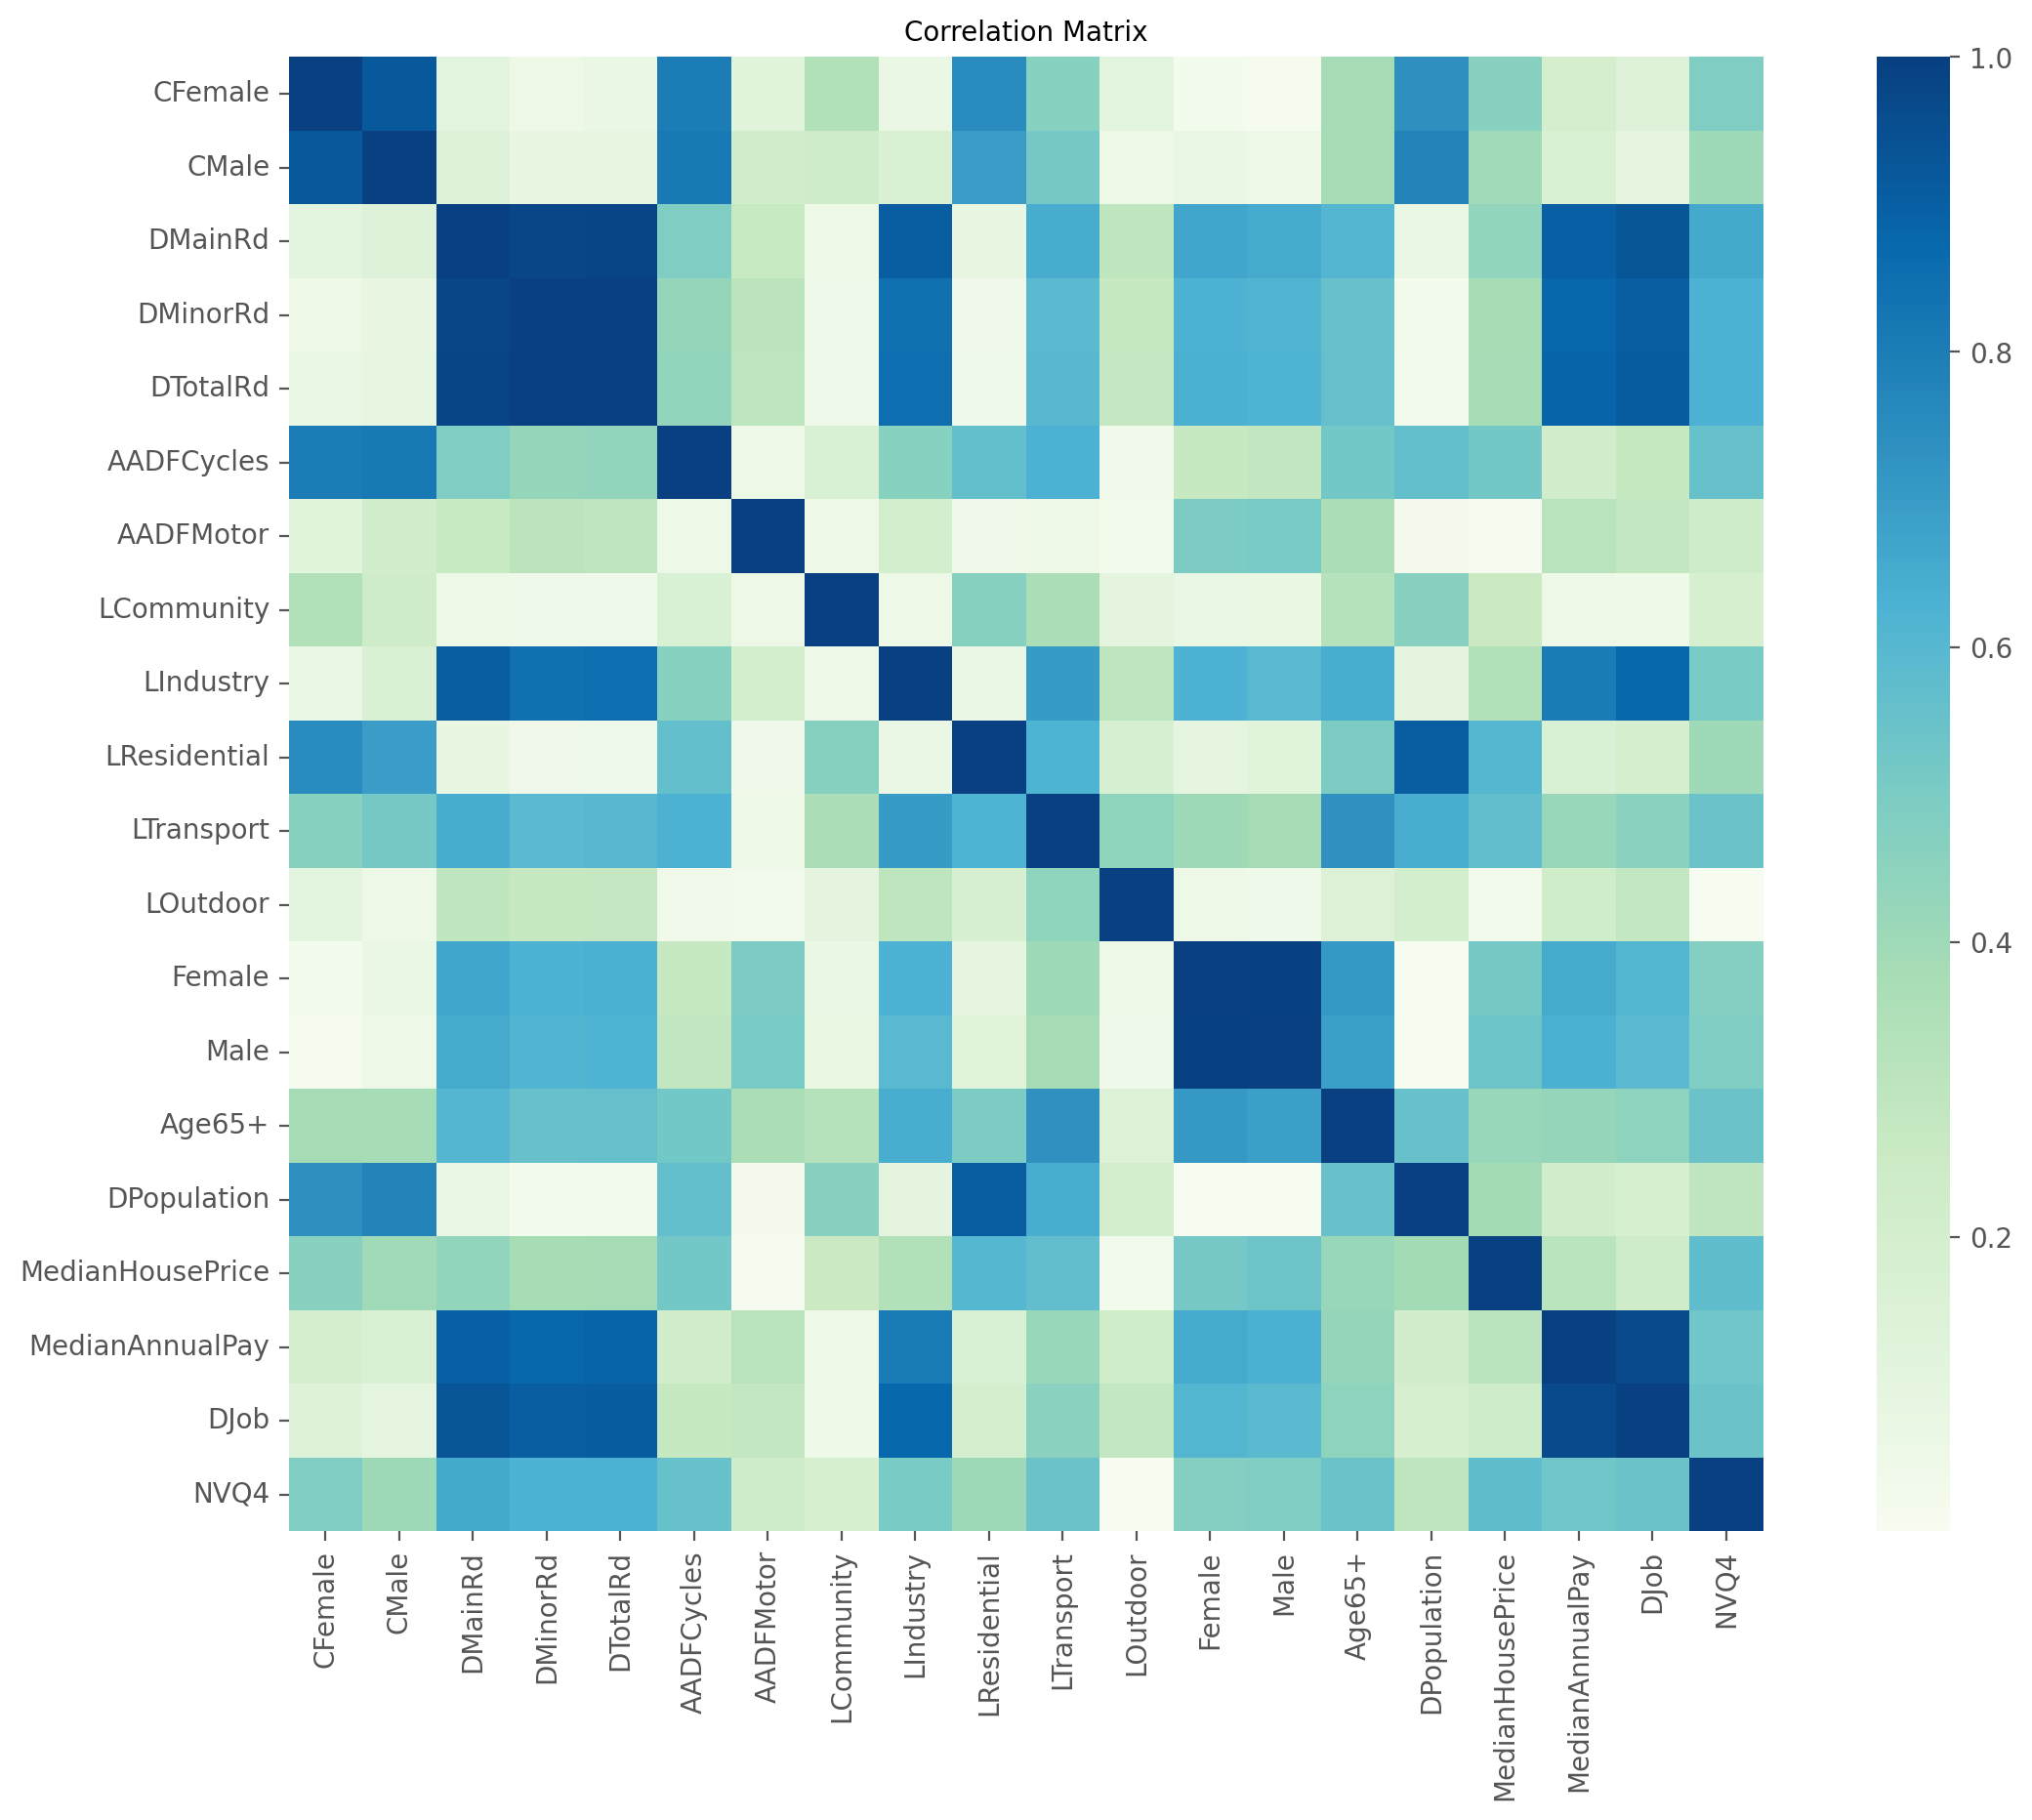 Correlation Matrix
CFemale
CMale
DMainRd
DMinorRd
DTotalRd
AADFCycles
AADFMotor
LCommunity
LIndustry
LResidential
LTransport
LOutdoor
Female
Male
Age65+
DPopulation
MedianHousePrice
MedianAnnualPay
DJob
NVQ4
CFemale
CMale
DMainRd
DMinorRd
DTotalRd
AADFCycles
AADFMotor
LCommunity
LIndustry
LResidential
LTransport
LOutdoor
Female
Male
Age65+
DPopulation
MedianHousePrice
MedianAnnualPay
DJob
NVQ4
1.0
0.8
0.6
0.4
0.2